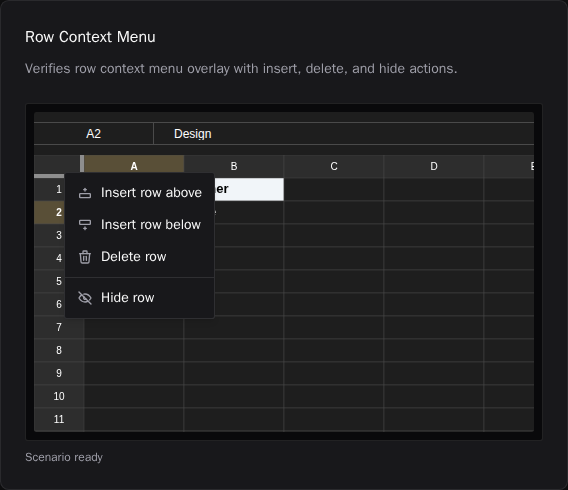 Row Context Menu
Verifies row context menu overlay with insert, delete, and hide actions.
A2 Design
A B C D
1
Insert row above
2
Insert row below
3
4
Delete row
5
6
Hide row
7
8
9
10
11
Scenario ready